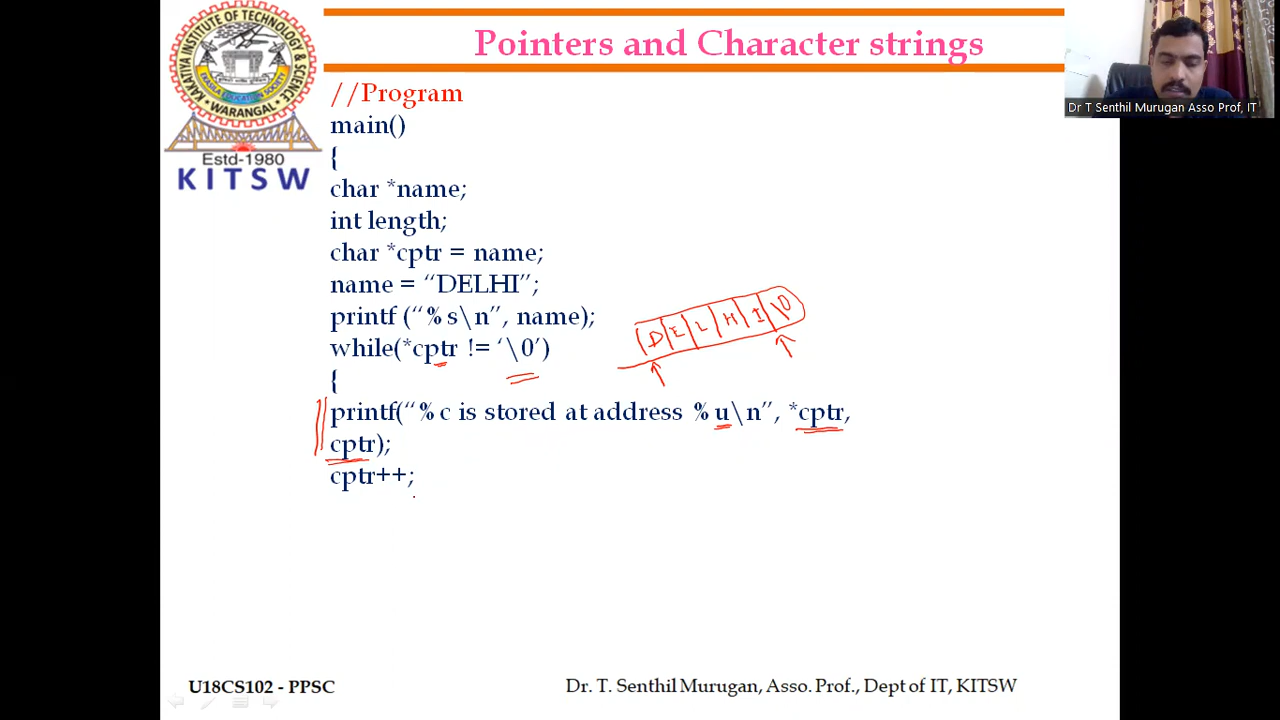 KAKATIYA INSTITUTE OF TECHNOLOGY & SCIENCE
WARANGAL
Estd-1980
KITSW
Pointers and Character strings
Dr T Senthil Murugan Asso Prof, IT
//Program
main()
{
char *name;
int length;
char *cptr = name;
name = “DELHI”;
printf (“%s\n”, name);
while(*cptr != ‘\0’)
{
printf(“%c is stored at address %u\n”, *cptr,
cptr);
cptr++;
D E L H I \0
U18CS102 - PPSC
Dr. T. Senthil Murugan, Asso. Prof., Dept of IT, KITSW